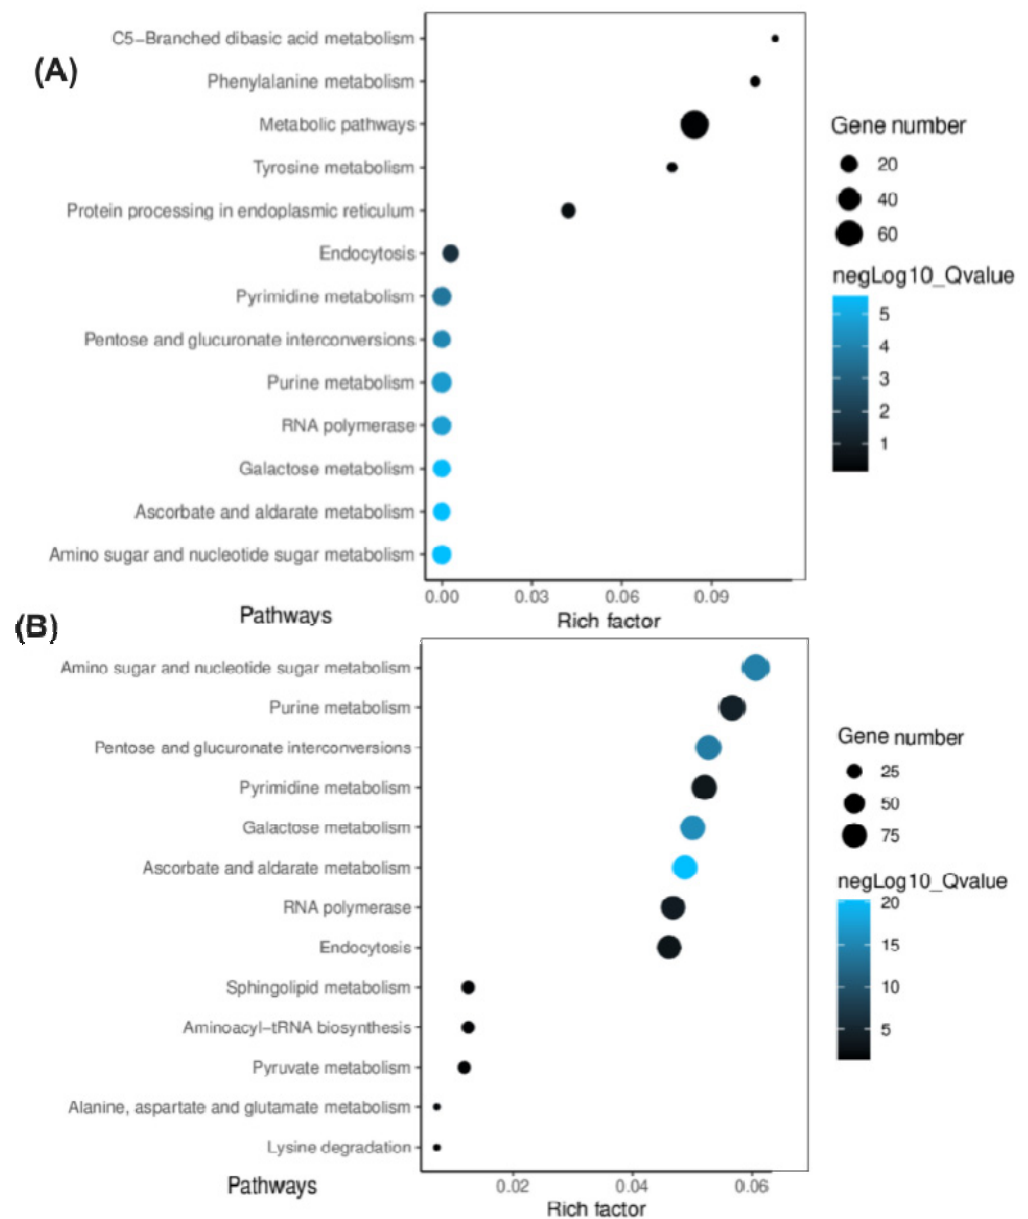 (A)
C5−Branched dibasic acid metabolism
Phenylalanine metabolism
Metabolic pathways
Tyrosine metabolism
Protein processing in endoplasmic reticulum
Endocytosis
Pyrimidine metabolism
Pentose and glucuronate interconversions
Purine metabolism
RNA polymerase
Galactose metabolism
Ascorbate and aldarate metabolism
Amino sugar and nucleotide sugar metabolism
0.00 0.03 0.06 0.09
Pathways
Rich factor
Gene number
20
40
60
negLog10_Qvalue
5
4
3
2
1
(B)
Amino sugar and nucleotide sugar metabolism
Purine metabolism
Pentose and glucuronate interconversions
Pyrimidine metabolism
Galactose metabolism
Ascorbate and aldarate metabolism
RNA polymerase
Endocytosis
Sphingolipid metabolism
Aminoacyl−tRNA biosynthesis
Pyruvate metabolism
Alanine, aspartate and glutamate metabolism
Lysine degradation
0.02 0.04 0.06
Pathways
Rich factor
Gene number
25
50
75
negLog10_Qvalue
20
15
10
5